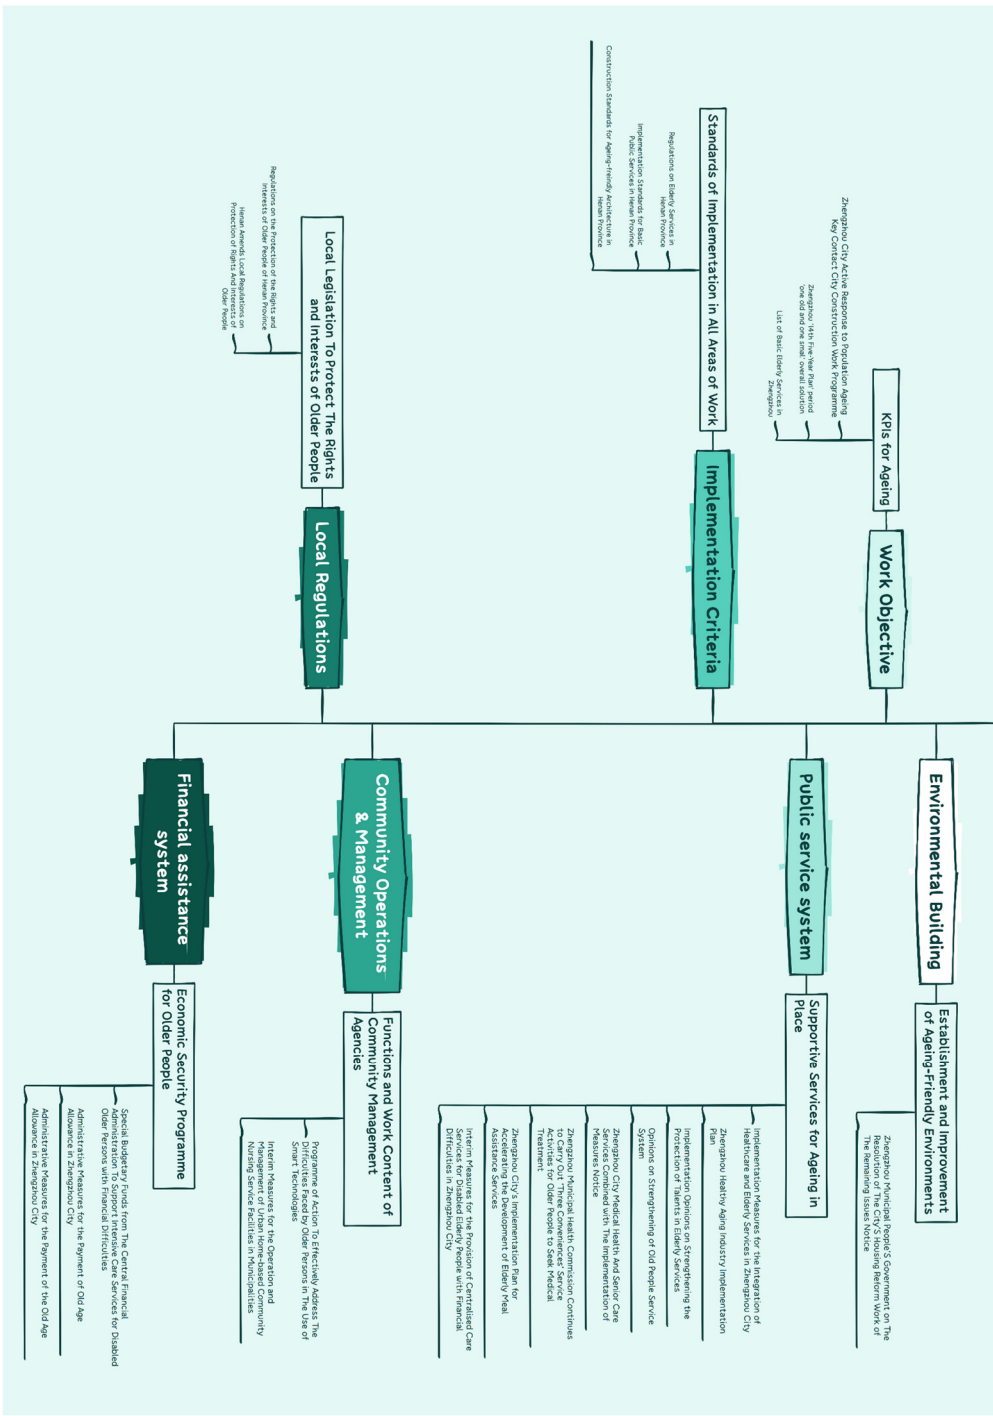 Work Objective
KPIs for Ageing
Zhengzhou City Active Response to Population Ageing
Key Contact City Construction Work Programme
Zhengzhou '14th Five-Year Plan' period
'one old and one small' overall solution
List of Basic Elderly Services in
Zhengzhou
Implementation Criteria
Standards of Implementation in All Areas of Work
Regulations on Elderly Services in
Henan Province
Implementation Standards for Basic
Public Services in Henan Province
Construction Standards for Ageing-freindly Architecture in
Henan Province
Local Regulations
Local Legislation To Protect The Rights
and Interests of Older People
Regulations on the Protection of the Rights and
Interests of Older People of Henan Province
Henan Amends Local Regulations on
Protection of Rights And Interests of
Older People
Environmental Building
Establishment and Improvement
of Ageing-Friendly Environments
Zhengzhou Municipal People'S Government on The
Resolution of The City'S Housing Reform Work of
The Remaining Issues Notice
Public service system
Supportive Services for Ageing in
Place
Implementation Measures for the Integration of
Healthcare and Elderly Services in Zhengzhou City
Zhengzhou Healthy Aging Industry Implementation
Plan
Implementation Opinions on Strengthening the
Protection of Talents in Elderly Services
Opinions on Strengthening of Old People Service
System
Zhengzhou City Medical Health And Senior Care
Services Combined with The Implementation of
Measures Notice
Zhengzhou Municipal Health Commission Continues
to Carry Out 'Three Conveniences' Service
Activities for Older People to Seek Medical
Treatment
Zhengzhou City's Implementation Plan for
Accelerating the Development of Elderly Meal
Assistance Services
Interim Measures for the Provision of Centralised Care
Services for Disabled Elderly People with Financial
Difficulties in Zhengzhou City
Community Operations
& Management
Functions and Work Content of
Community Management
Agencies
Programme of Action To Effectively Address The
Difficulties Faced by Older Persons in The Use of
Smart Technologies
Interim Measures for the Operation and
Management of Urban Home-based Community
Nursing Service Facilities in Municipalities
Financial assistance
system
Economic Security Programme
for Older People
Special Budgetary Funds from The Central Financial
Administration To Support Intensive Care Services for Disabled
Older Persons with Financial Difficulties
Administrative Measures for the Payment of Old Age
Allowance in Zhengzhou City
Administrative Measures for the Payment of the Old Age
Allowance in Zhengzhou City